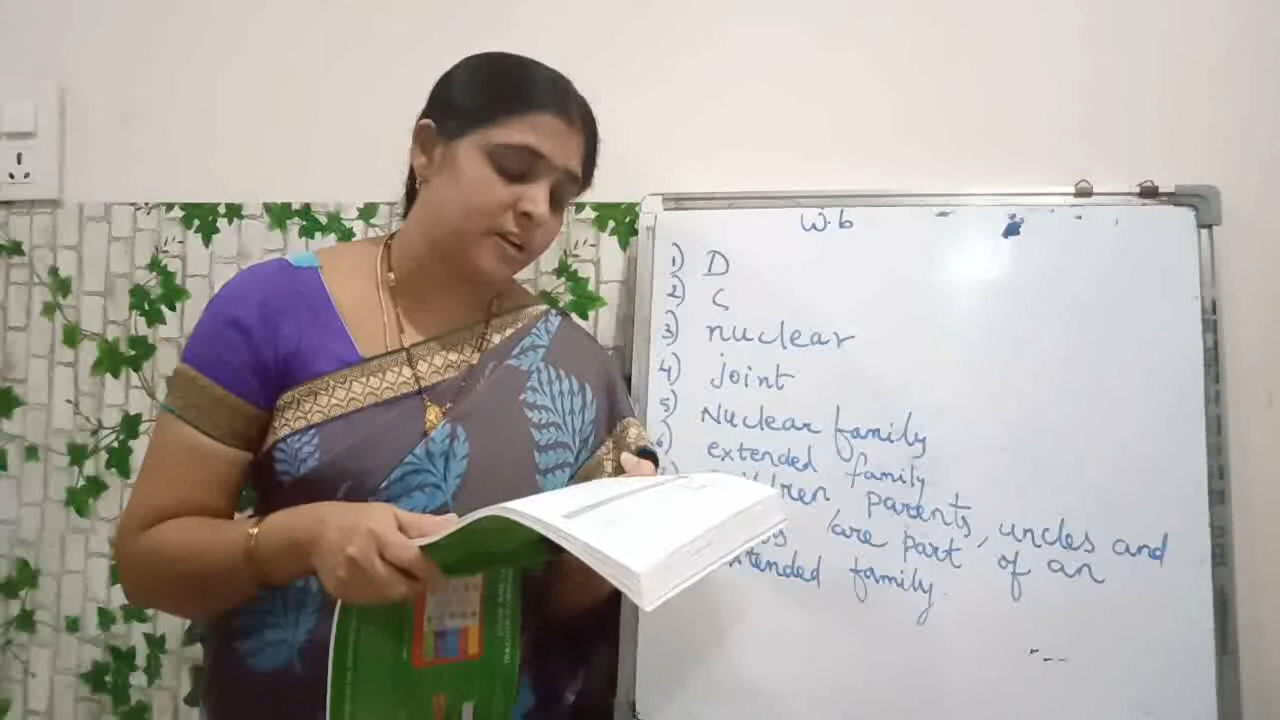 W.b
1) D
2) C
3) nuclear
4) joint
5) Nuclear family
6) extended family
parents, uncles and
are part of an
extended family.